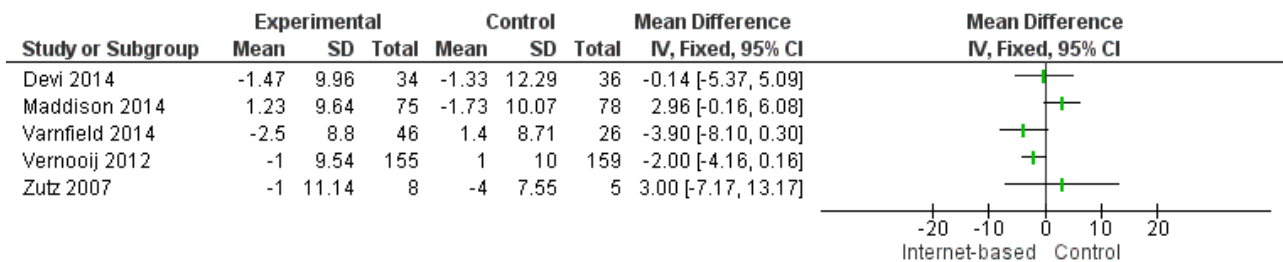 Experimental Control Mean Difference Mean Difference
Study or Subgroup Mean SD Total Mean SD Total IV, Fixed, 95% CI IV, Fixed, 95% CI
Devi 2014 -1.47 9.96 34 -1.33 12.29 36 -0.14 [-5.37, 5.09]
Maddison 2014 1.23 9.64 75 -1.73 10.07 78 2.96 [-0.16, 6.08]
Varnfield 2014 -2.5 8.8 46 1.4 8.71 26 -3.90 [-8.10, 0.30]
Vernooij 2012 -1 9.54 155 1 10 159 -2.00 [-4.16, 0.16]
Zutz 2007 -1 11.14 8 -4 7.55 5 3.00 [-7.17, 13.17]
-20 -10 0 10 20
Internet-based Control